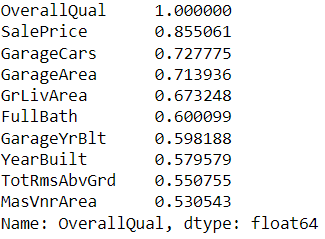 OverallQual     1.000000
SalePrice       0.855061
GarageCars      0.727775
GarageArea      0.713936
GrLivArea       0.673248
FullBath        0.600099
GarageYrBlt     0.598188
YearBuilt       0.579579
TotRmsAbvGrd    0.550755
MasVnrArea      0.530543
Name: OverallQual, dtype: float64